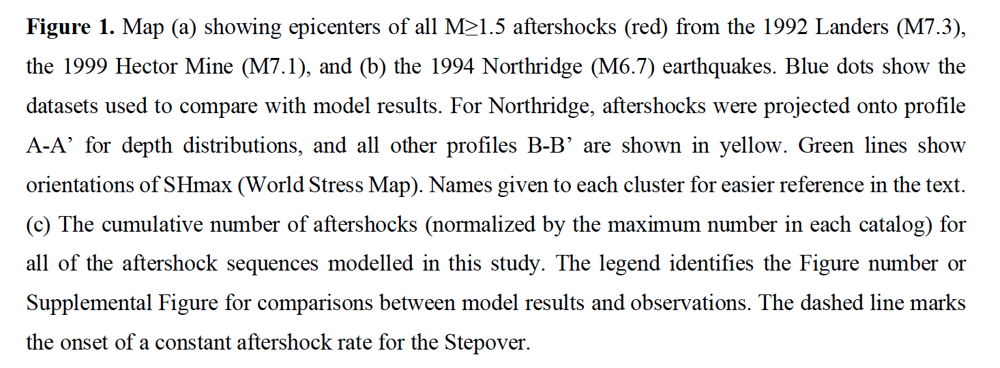 Figure 1. Map (a) showing epicenters of all M≥1.5 aftershocks (red) from the 1992 Landers (M7.3),
the 1999 Hector Mine (M7.1), and (b) the 1994 Northridge (M6.7) earthquakes. Blue dots show the
datasets used to compare with model results. For Northridge, aftershocks were projected onto profile
A-A’ for depth distributions, and all other profiles B-B’ are shown in yellow. Green lines show
orientations of SHmax (World Stress Map). Names given to each cluster for easier reference in the text.
(c) The cumulative number of aftershocks (normalized by the maximum number in each catalog) for
all of the aftershock sequences modelled in this study. The legend identifies the Figure number or
Supplemental Figure for comparisons between model results and observations. The dashed line marks
the onset of a constant aftershock rate for the Stepover.